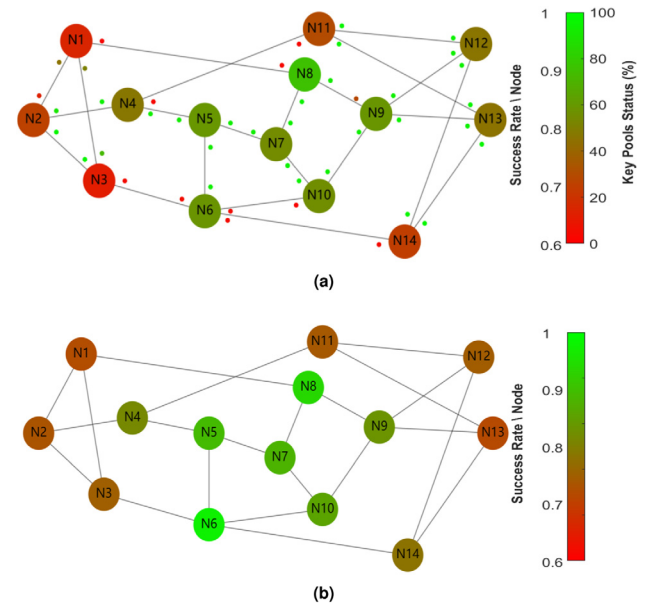 1
100
N1
N11
N12
0.9
80
N8
N4
N9
N13
N2
N5
0.8
60
40
N7
N3
0.7
20
N10
N6
N14
0.6
0
Success Rate \ Node
Key Pools Status (%)
(a)
1
N11
N1
N12
0.9
N8
N4
N9
N13
N2
N5
0.8
N7
N3
0.7
N10
N6
N14
0.6
Success Rate \ Node
(b)